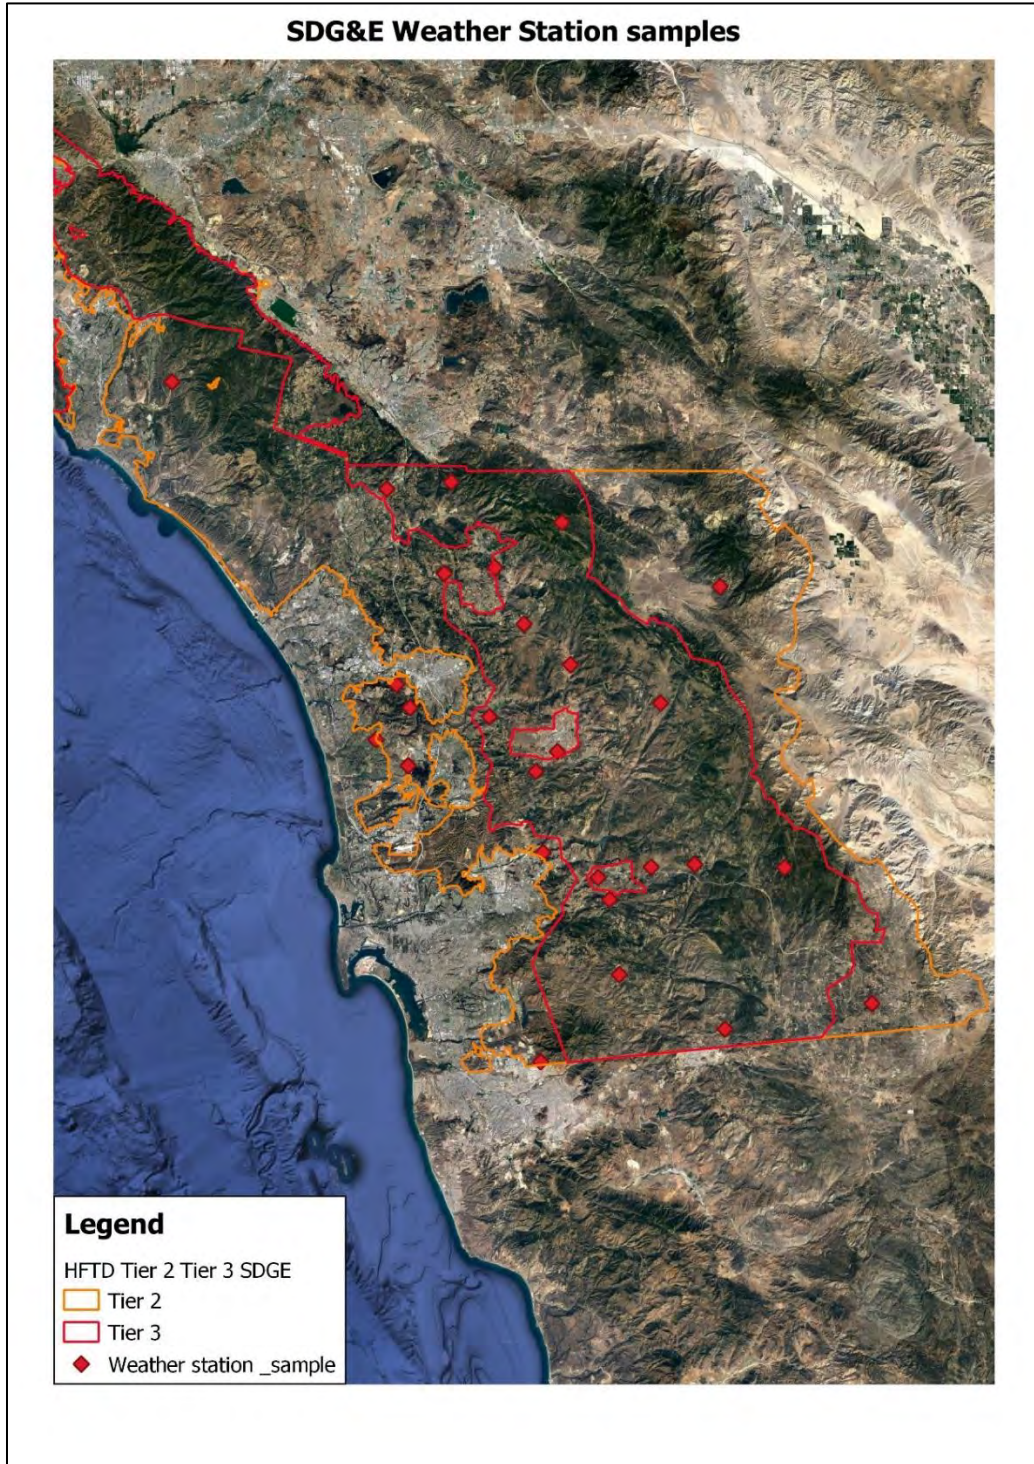 SDG&E Weather Station samples
Legend
HFTD Tier 2 Tier 3 SDGE
Tier 2
Tier 3
Weather station _sample